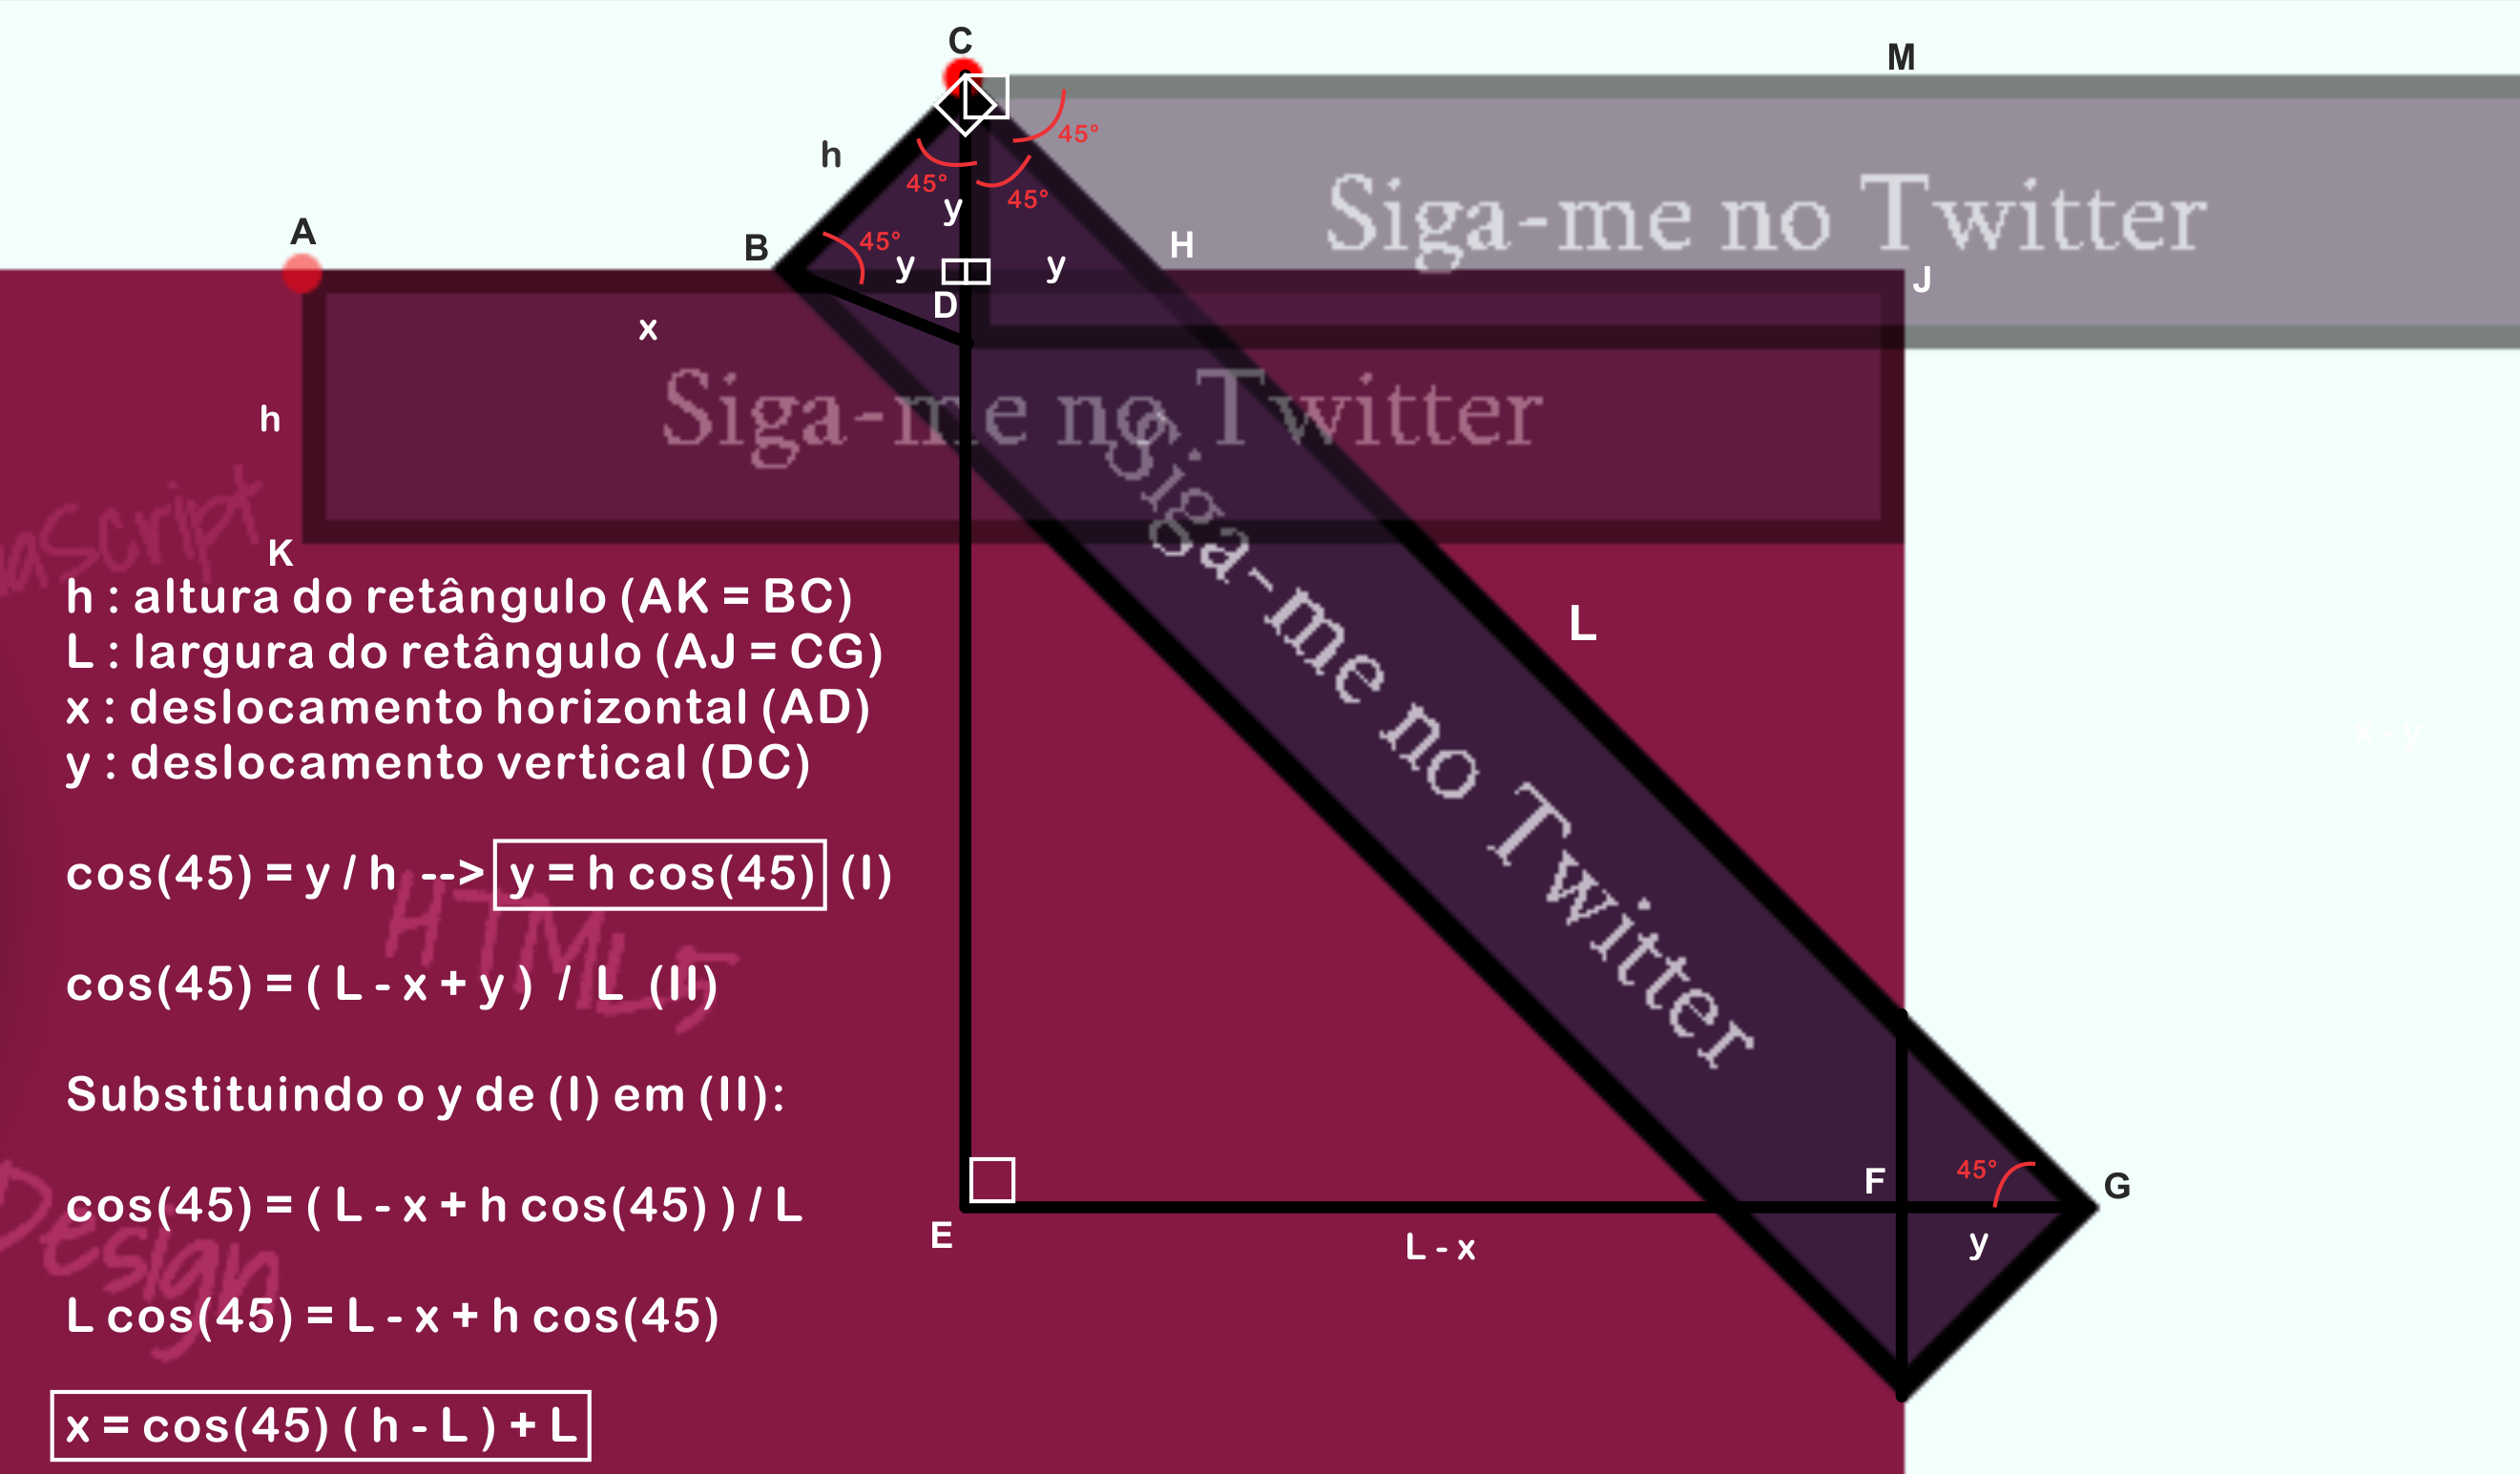 C
M
h
45°
45°
45°
Siga-me no Twitter
y
A
B
45°
H
y
y
J
D
x
Siga-me no Twitter
h
Siga-me no Twitter
K
h : altura do retângulo (AK = BC)
L
L : largura do retângulo (AJ = CG)
x : deslocamento horizontal (AD)
x - y
y : deslocamento vertical (DC)
cos(45) = y / h --> y = h cos(45) (I)
HTML5
cos(45) = ( L - x + y ) / L (II)
Substituindo o y de (I) em (II):
45°
F
G
Design
cos(45) = ( L - x + h cos(45) ) / L
E
L - x
y
L cos(45) = L - x + h cos(45)
x = cos(45) ( h - L ) + L